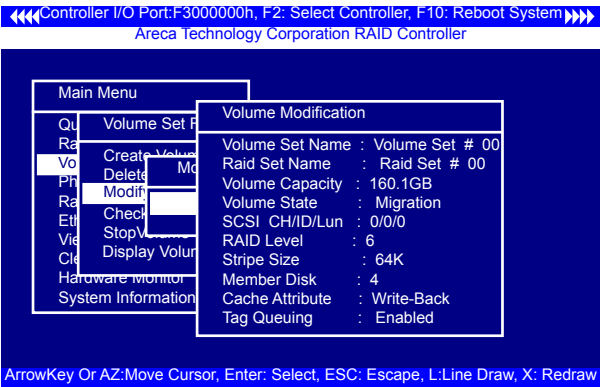 Controller I/O Port:F3000000h, F2: Select Controller, F10: Reboot System
Areca Technology Corporation RAID Controller
Main Menu
Volume Set F
Volume Modification
Create Volum
Delete
Modify
Check
StopVolume
Display Volur
Mo
Hardware Monitor
System Information
Volume Set Name : Volume Set # 00
Raid Set Name : Raid Set # 00
Volume Capacity : 160.1GB
Volume State : Migration
SCSI CH/ID/Lun : 0/0/0
RAID Level : 6
Stripe Size : 64K
Member Disk : 4
Cache Attribute : Write-Back
Tag Queuing : Enabled
ArrowKey Or AZ:Move Cursor, Enter: Select, ESC: Escape, L:Line Draw, X: Redraw